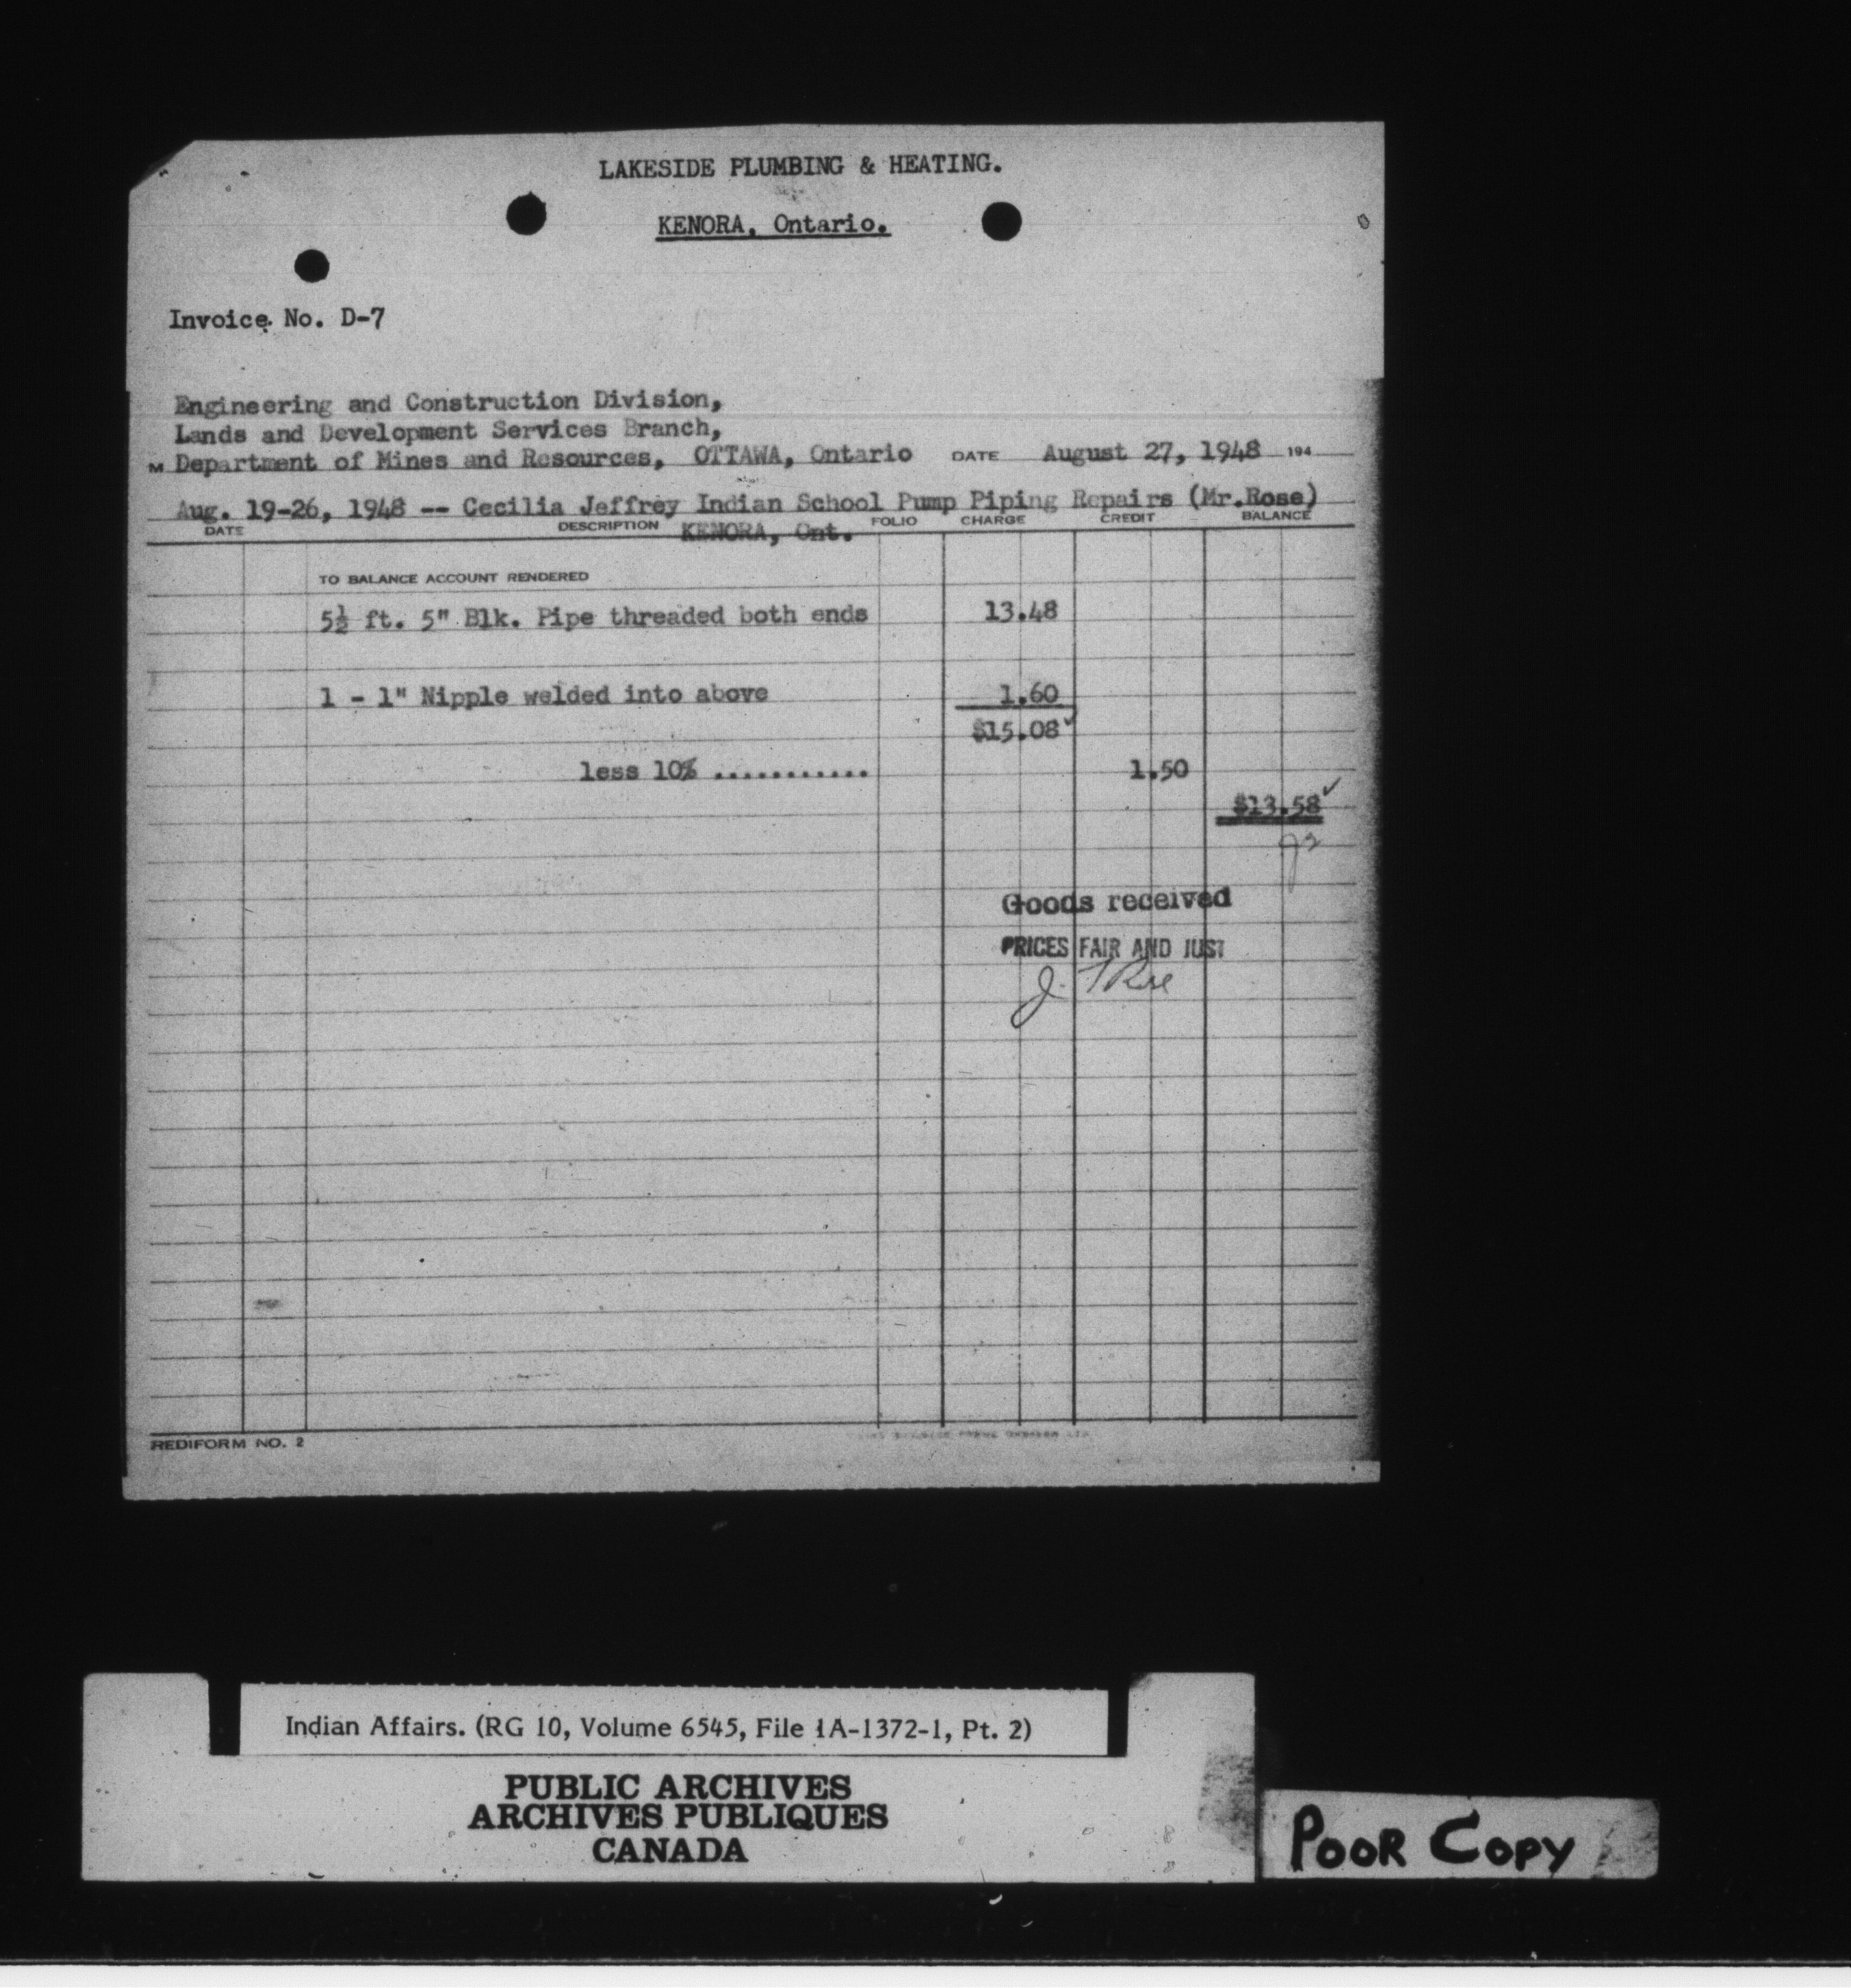 LAKESIDE PLUMBING & HEATING.
KENORA, Ontario.
Invoice No. D-7
Engineering and Construction Division,
Lands and Development Services Branch,
M Department of Mines and Resources, OTTAWA, Ontario DATE August 27, 1948 194
Aug. 19-26, 1948 -- Cecilia Jeffrey Indian School Pump Piping Repairs (Mr.Rose)
DATE DESCRIPTION KENORA, Ont. FOLIO CHARGE CREDIT BALANCE
TO BALANCE ACCOUNT RENDERED
5½ ft. 5" Blk. Pipe threaded both ends 13.48
1 - 1" Nipple welded into above 1.60
$15.08 ✓
less 10% ........... 1.50
$13.58 ✓
Goods received
PRICES FAIR AND JUST
J. T Rose
REDIFORM NO. 2
Indian Affairs. (RG 10, Volume 6545, File 1A-1372-1, Pt. 2)
PUBLIC ARCHIVES
ARCHIVES PUBLIQUES
CANADA
POOR COPY